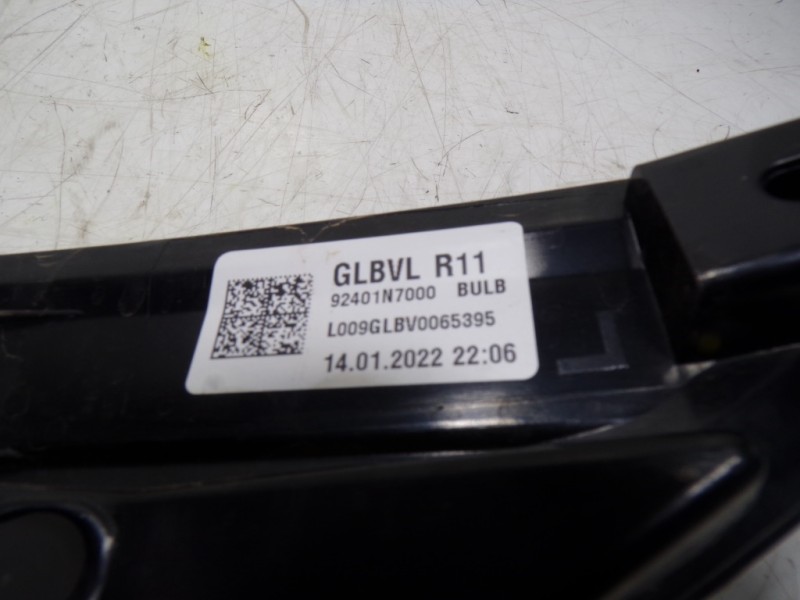 GLBVL R11
92401N7000 BULB
L009GLBV0065395
14.01.2022 22:06
L